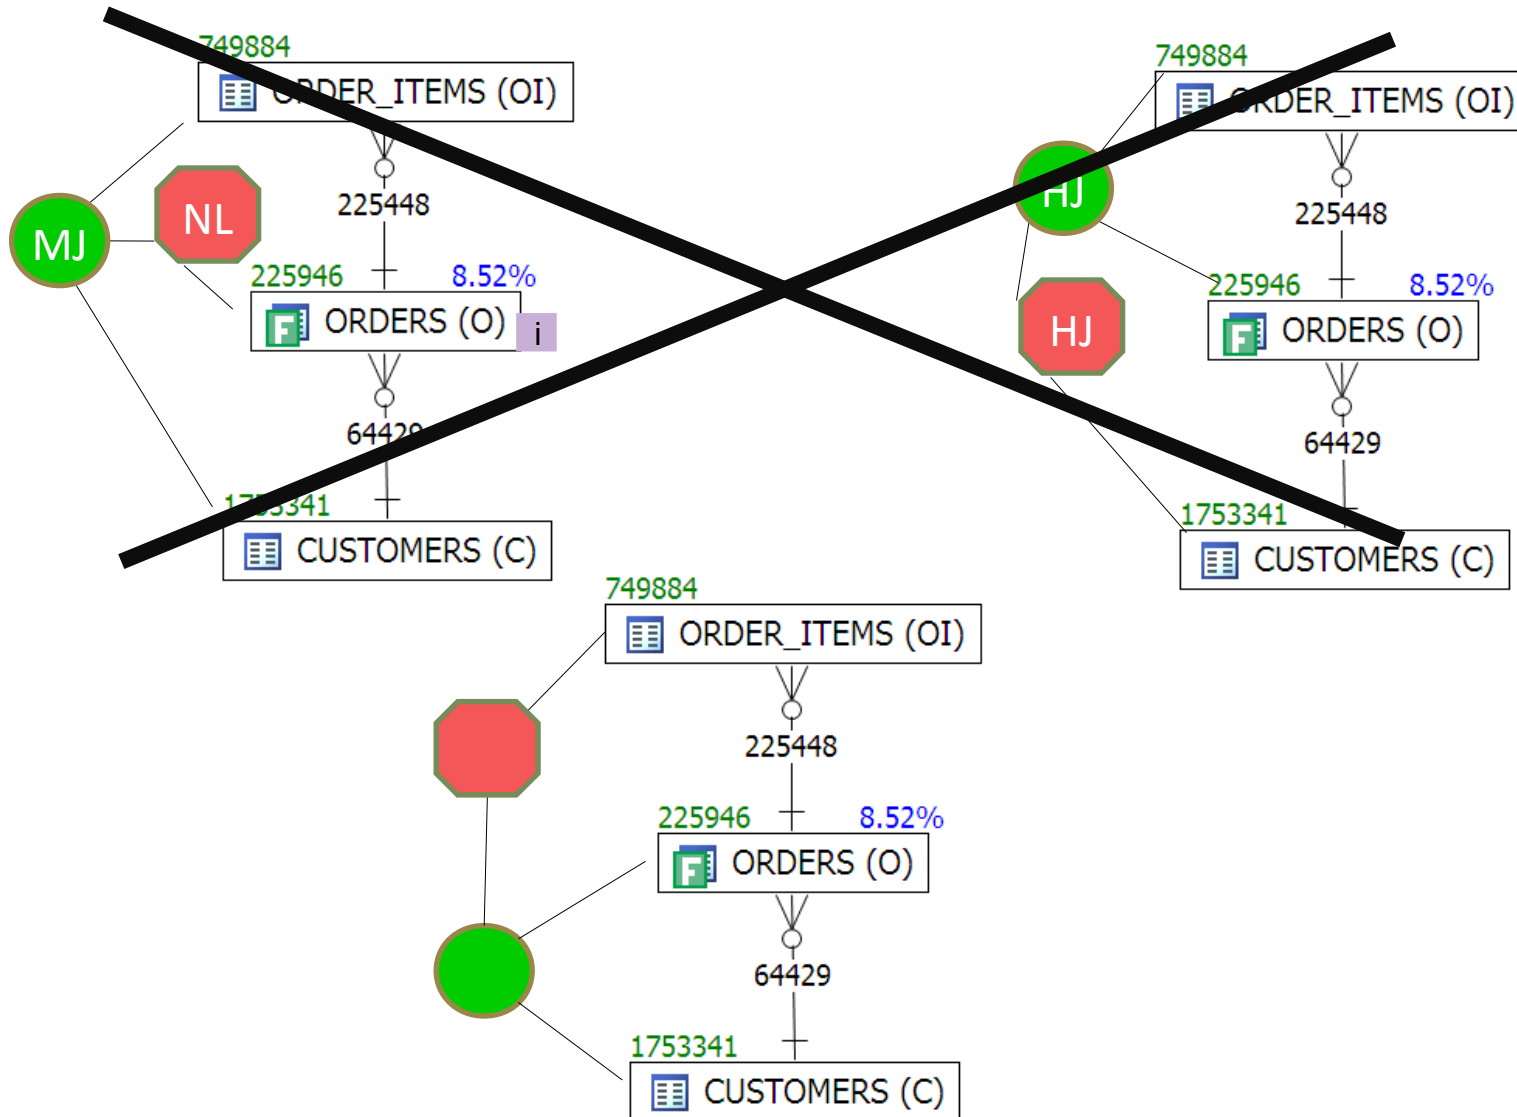 749884
ORDER_ITEMS (OI)
MJ
NL
225448
225946 8.52%
F ORDERS (O)
i
64429
1753341
CUSTOMERS (C)
749884
ORDER_ITEMS (OI)
HJ
225448
225946 8.52%
HJ
F ORDERS (O)
64429
1753341
CUSTOMERS (C)
749884
ORDER_ITEMS (OI)
225448
225946 8.52%
F ORDERS (O)
64429
1753341
CUSTOMERS (C)